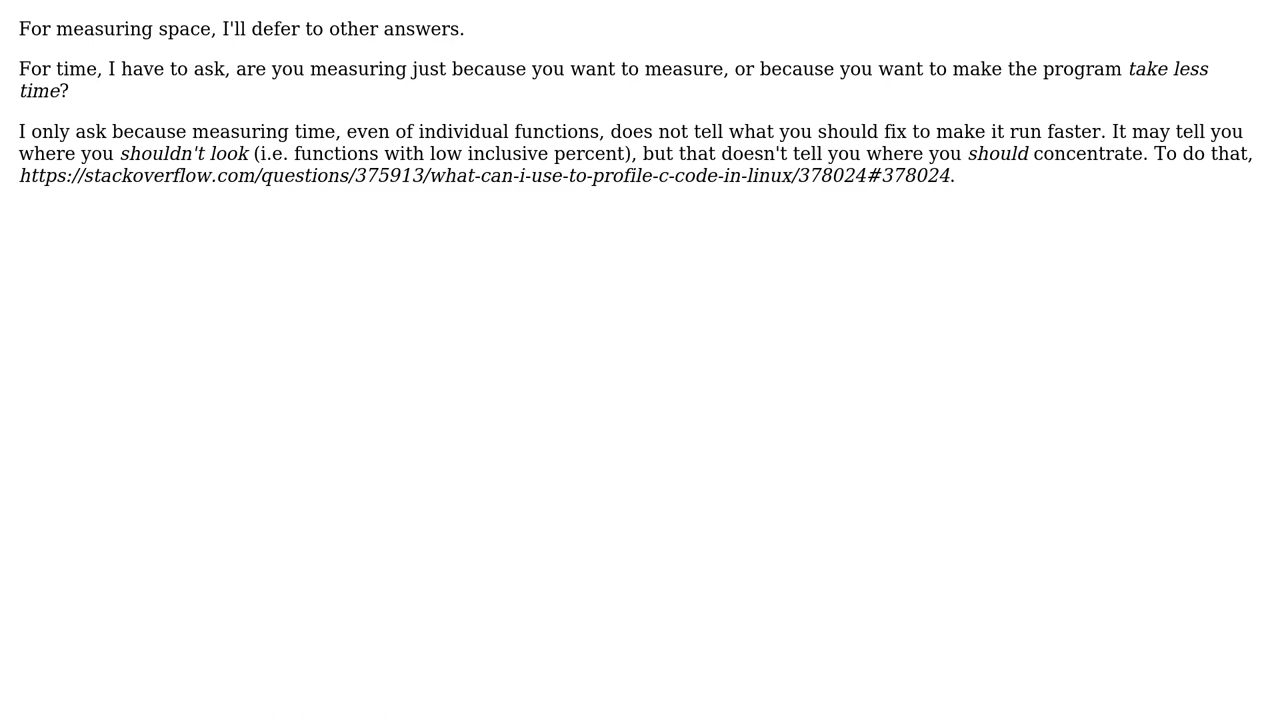 For measuring space, I'll defer to other answers.
For time, I have to ask, are you measuring just because you want to measure, or because you want to make the program take less
time?
I only ask because measuring time, even of individual functions, does not tell what you should fix to make it run faster. It may tell you
where you shouldn't look (i.e. functions with low inclusive percent), but that doesn't tell you where you should concentrate. To do that,
https://stackoverflow.com/questions/375913/what-can-i-use-to-profile-c-code-in-linux/378024#378024.